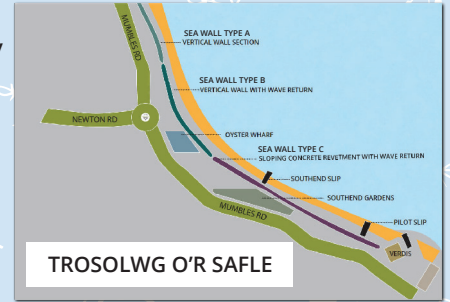 MUMBLES RD
SEA WALL TYPE A
VERTICAL WALL SECTION
SEA WALL TYPE B
VERTICAL WALL WITH WAVE RETURN
NEWTON RD
OYSTER WHARF
SEA WALL TYPE C
SLOPING CONCRETE REVETMENT WITH WAVE RETURN
SOUTHEND SLIP
SOUTHEND GARDENS
MUMBLES RD
PILOT SLIP
VERDIS
TROSOLWG O'R SAFLE